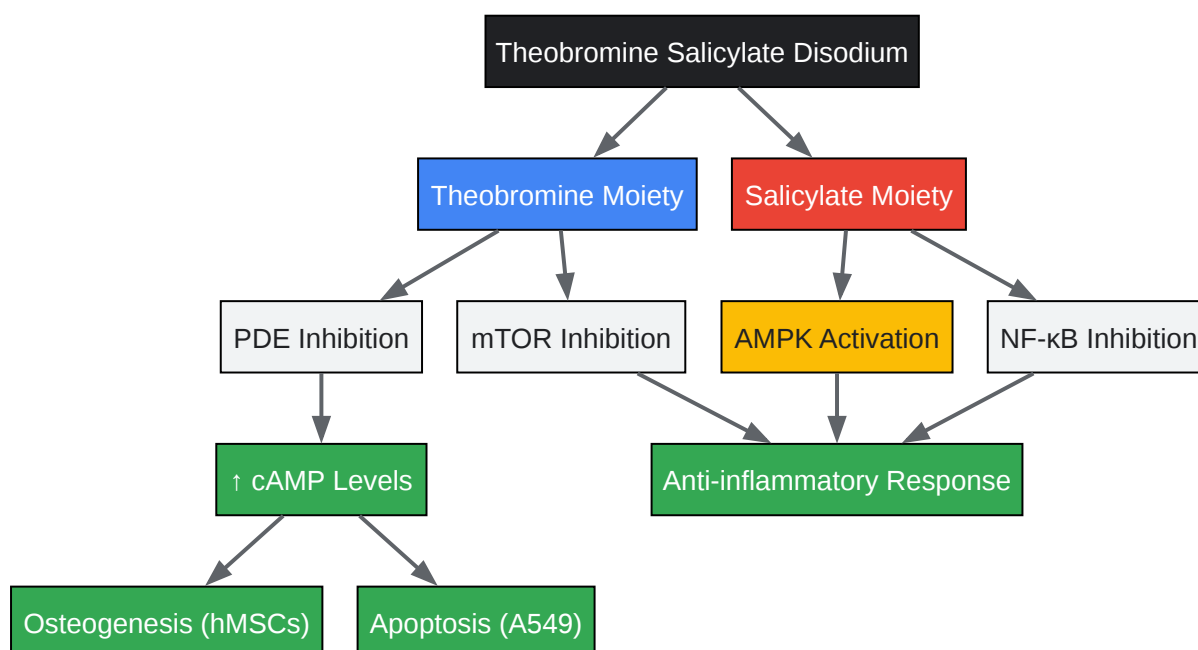 Theobromine Salicylate Disodium
Theobromine Moiety
Salicylate Moiety
PDE Inhibition
mTOR Inhibition
AMPK Activation
NF-κB Inhibition
↑ cAMP Levels
Anti-inflammatory Response
Osteogenesis (hMSCs)
Apoptosis (A549)